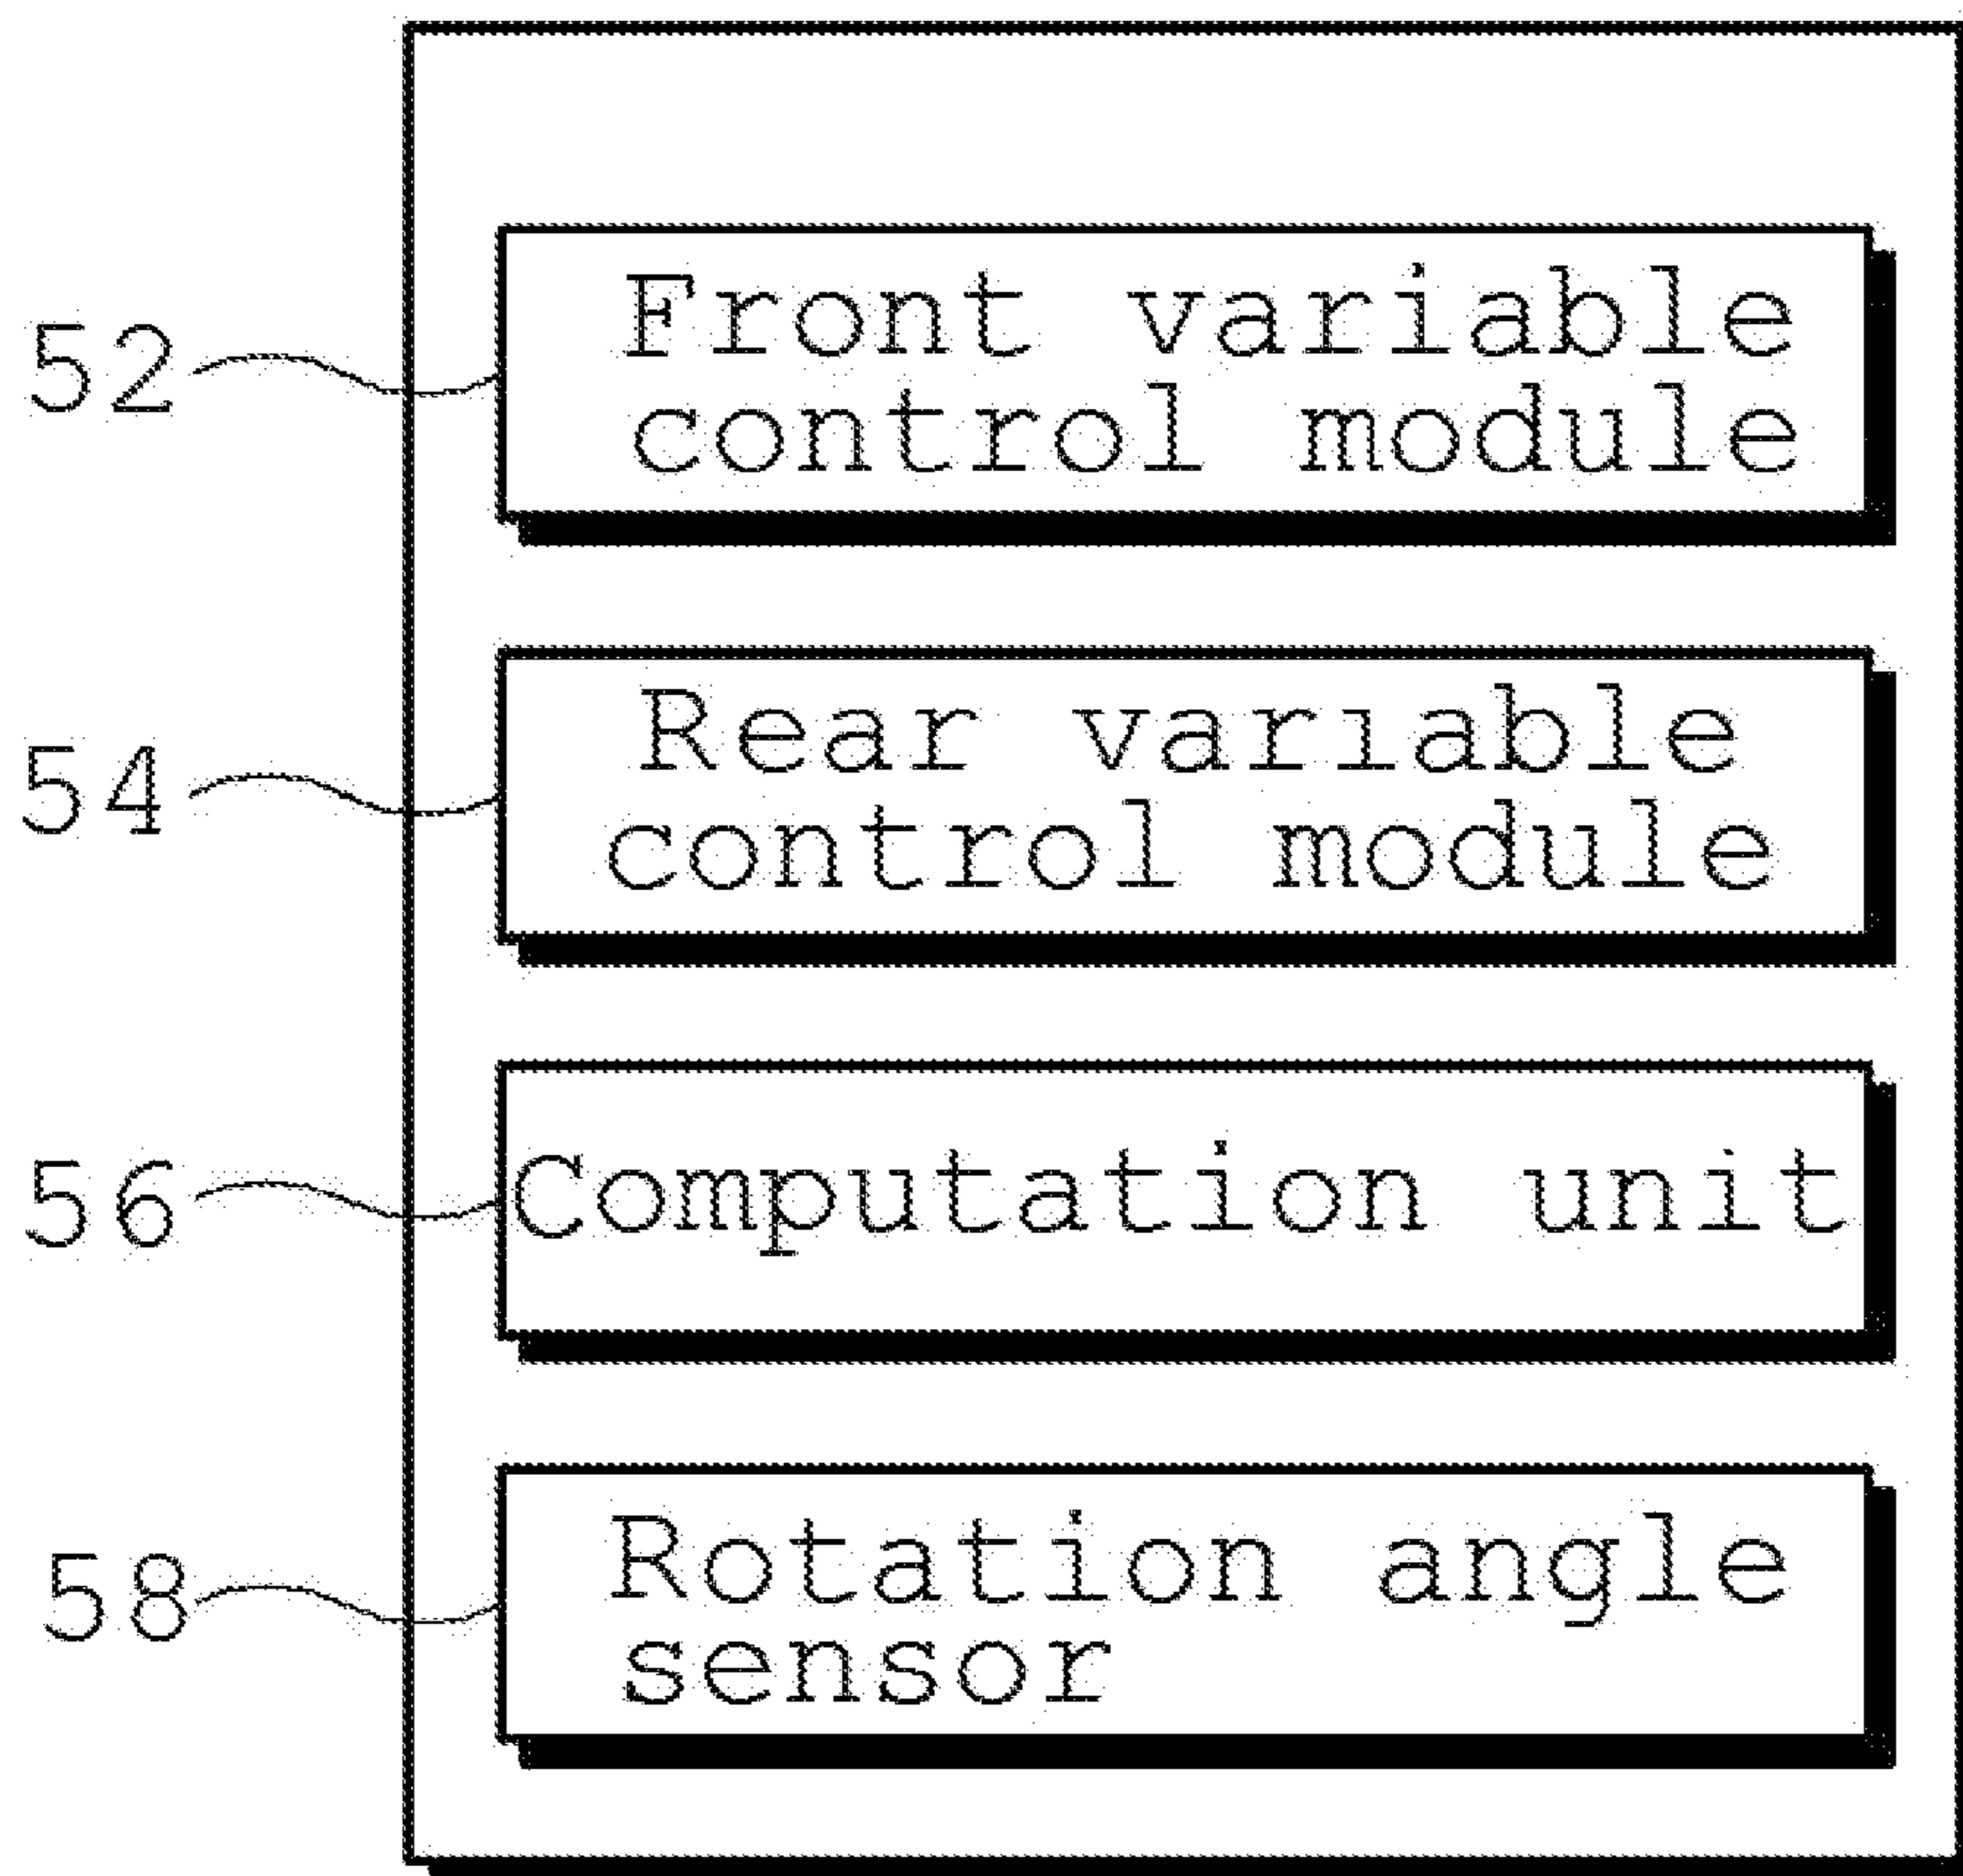 52
Front variable
control module
54
Rear variable
control module
56
Computation unit
58
Rotation angle
sensor